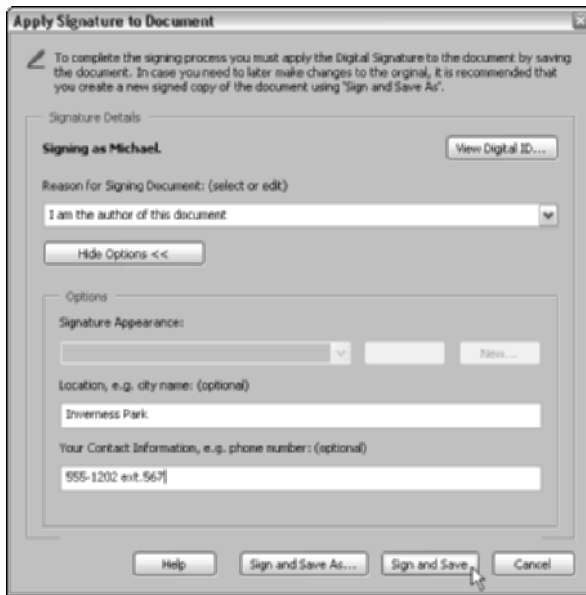 Apply Signature to Document
To complete the signing process you must apply the Digital Signature to the document by saving
the document. In case you need to later make changes to the orginal, it is recommended that
you create a new signed copy of the document using "Sign and Save As".
Signature Details
Signing as Michael.
View Digital ID...
Reason for Signing Document: (select or edit)
I am the author of this document
Hide Options <<
Options
Signature Appearance:
New...
Location, e.g. city name: (optional)
Inverness Park
Your Contact Information, e.g. phone number: (optional)
555-1202 ext.567
Help
Sign and Save As...
Sign and Save
Cancel